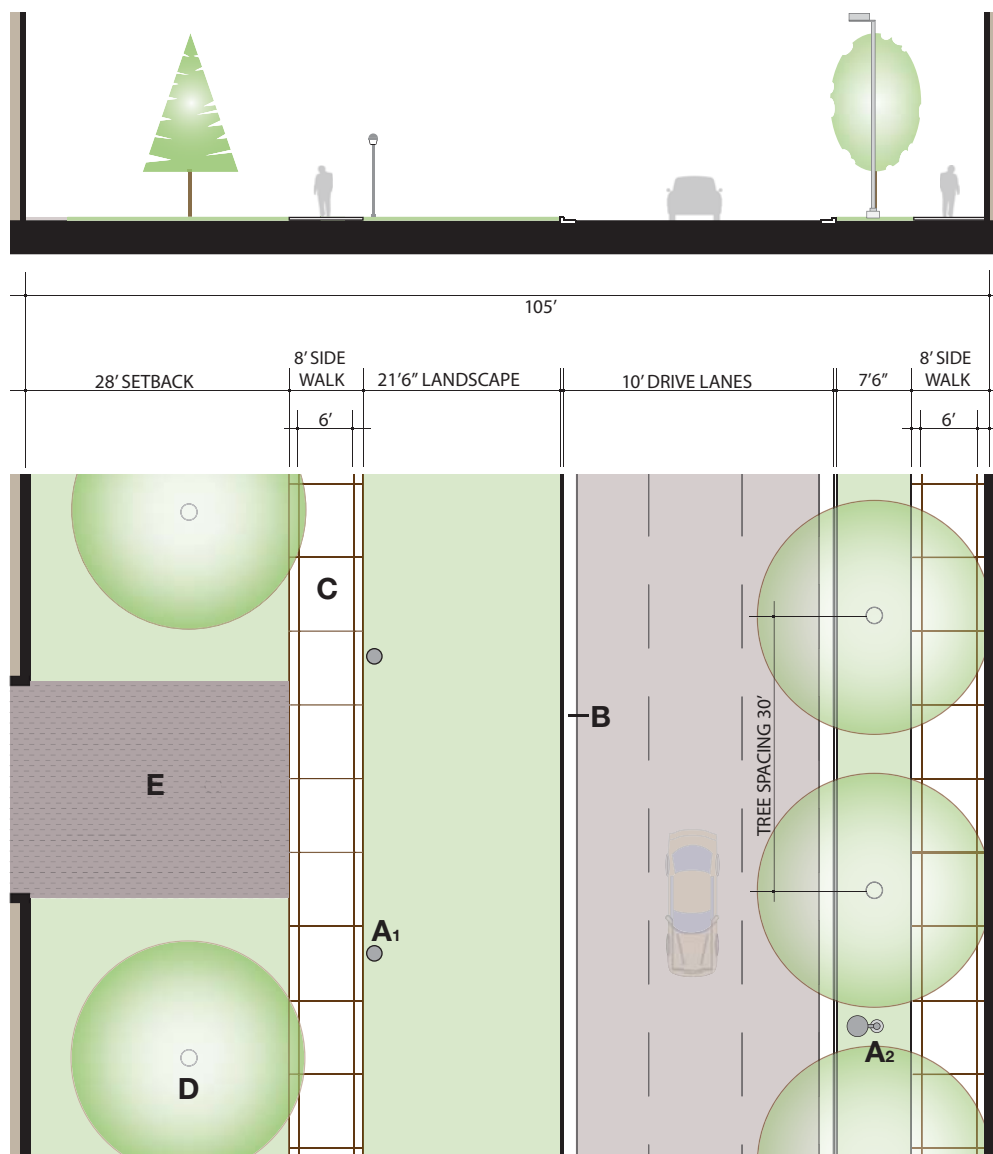 105’
28’ SETBACK
8’ SIDE
WALK
21’6” LANDSCAPE
10’ DRIVE LANES
7’6”
8’ SIDE
WALK
6’
6’
C
B
TREE SPACING 30’
E
A1
A2
D